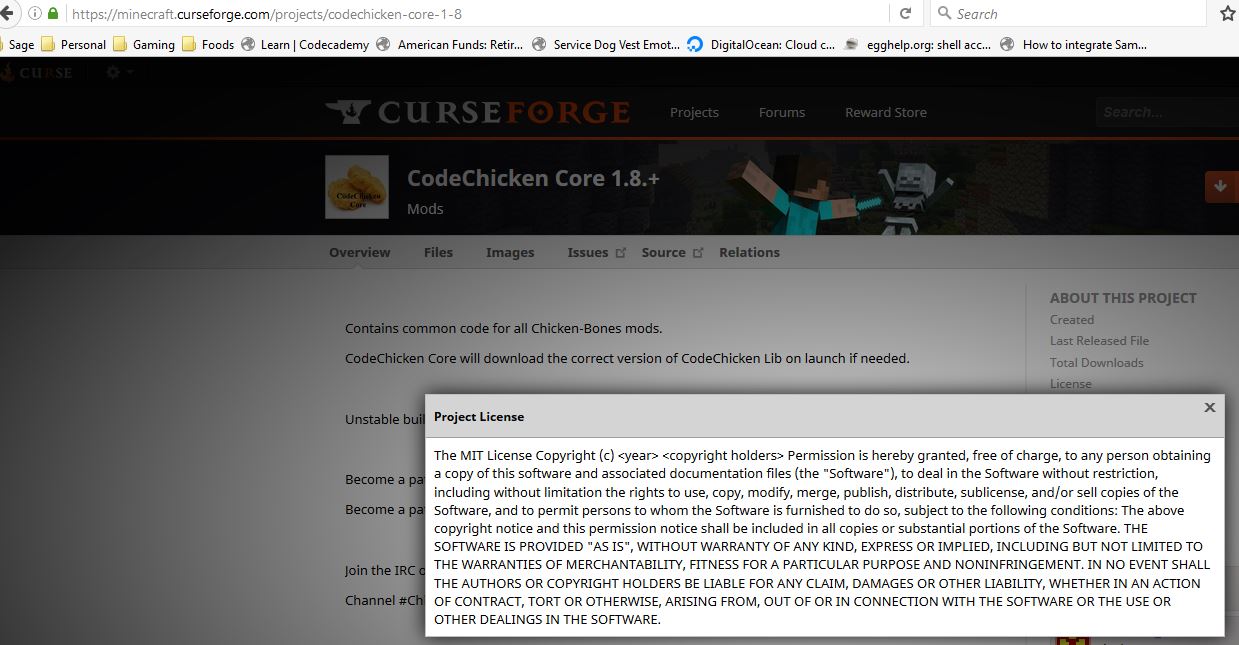 https://minecraft.curseforge.com/projects/codechicken-core-1-8
Search
Sage Personal Gaming Foods Learn | Codecademy American Funds: Retir... Service Dog Vest Emot... DigitalOcean: Cloud c... egghelp.org: shell acc... How to integrate Sam...
CURSE
CURSEFORGE Projects Forums Reward Store Search...
CodeChicken Core 1.8.+
Mods
CodeChicken
Core
Overview Files Images Issues Source Relations
Contains common code for all Chicken-Bones mods.
CodeChicken Core will download the correct version of CodeChicken Lib on launch if needed.
Unstable buil
Become a pa
Become a pa
Join the IRC
Channel #Ch
ABOUT THIS PROJECT
Created
Last Released File
Total Downloads
License
Project License
The MIT License Copyright (c) <year> <copyright holders> Permission is hereby granted, free of charge, to any person obtaining
a copy of this software and associated documentation files (the "Software"), to deal in the Software without restriction,
including without limitation the rights to use, copy, modify, merge, publish, distribute, sublicense, and/or sell copies of the
Software, and to permit persons to whom the Software is furnished to do so, subject to the following conditions: The above
copyright notice and this permission notice shall be included in all copies or substantial portions of the Software. THE
SOFTWARE IS PROVIDED "AS IS", WITHOUT WARRANTY OF ANY KIND, EXPRESS OR IMPLIED, INCLUDING BUT NOT LIMITED TO
THE WARRANTIES OF MERCHANTABILITY, FITNESS FOR A PARTICULAR PURPOSE AND NONINFRINGEMENT. IN NO EVENT SHALL
THE AUTHORS OR COPYRIGHT HOLDERS BE LIABLE FOR ANY CLAIM, DAMAGES OR OTHER LIABILITY, WHETHER IN AN ACTION
OF CONTRACT, TORT OR OTHERWISE, ARISING FROM, OUT OF OR IN CONNECTION WITH THE SOFTWARE OR THE USE OR
OTHER DEALINGS IN THE SOFTWARE.